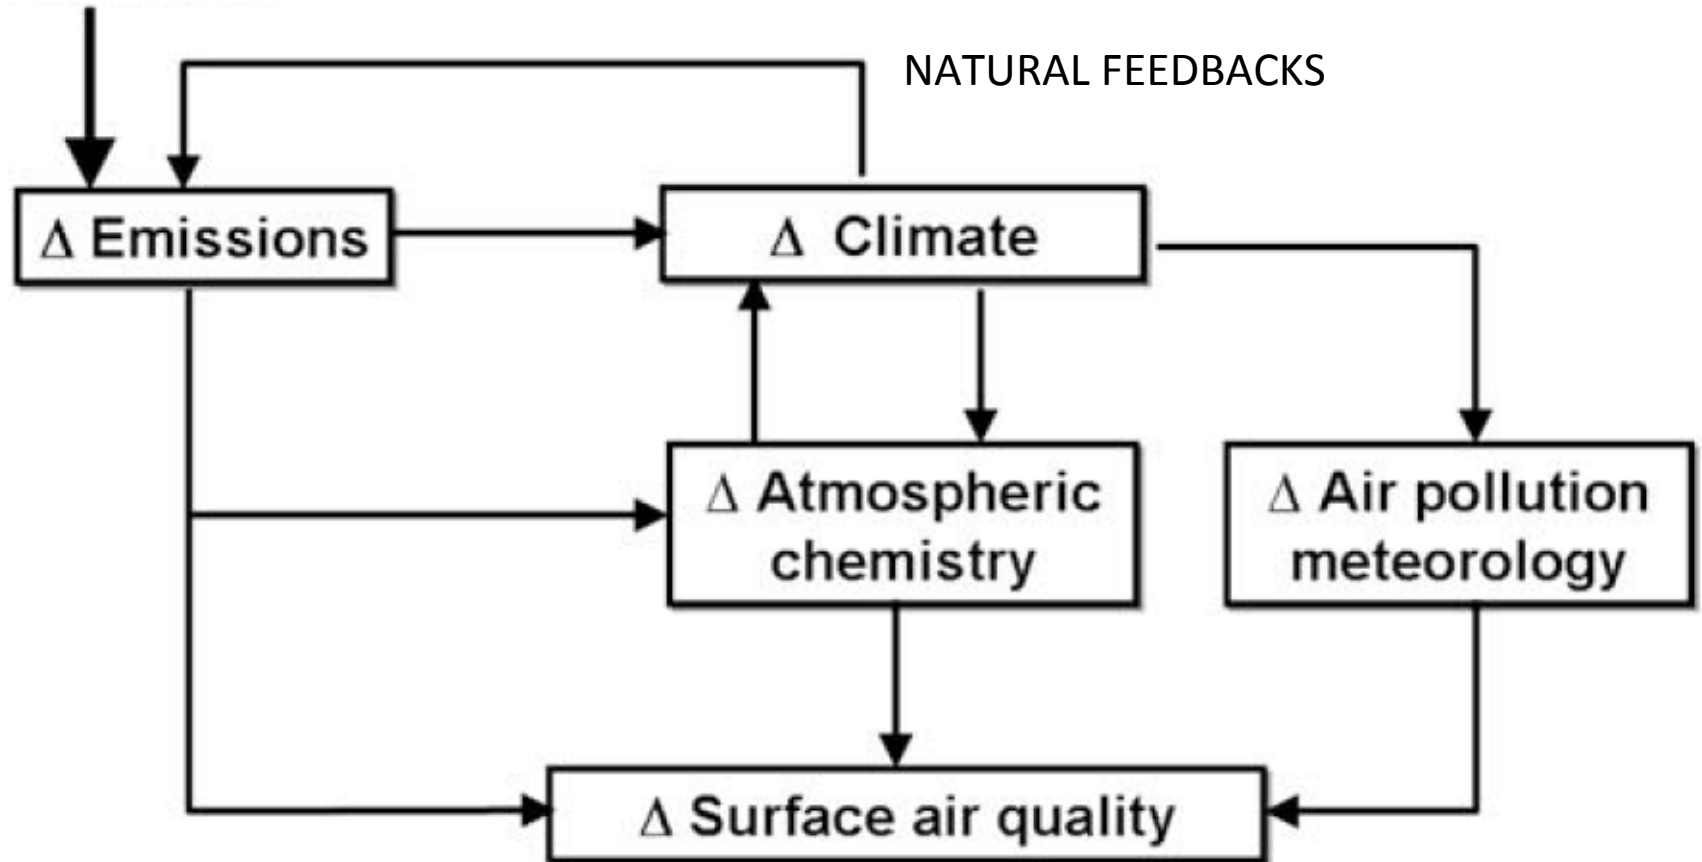 NATURAL FEEDBACKS
Δ Emissions
Δ Climate
Δ Atmospheric
chemistry
Δ Air pollution
meteorology
Δ Surface air quality